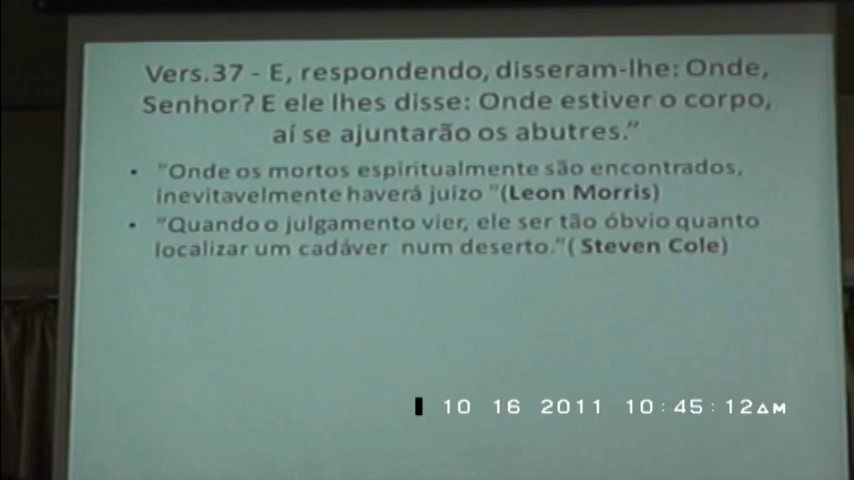 Vers.37 - E, respondendo, disseram-lhe: Onde,
Senhor? E ele lhes disse: Onde estiver o corpo,
aí se ajuntarão os abutres."
• "Onde os mortos espiritualmente são encontrados,
inevitavelmente haverá juízo "(Leon Morris)
• "Quando o julgamento vier, ele ser tão óbvio quanto
localizar um cadáver num deserto."( Steven Cole)
10 16 2011 10:45:12AM